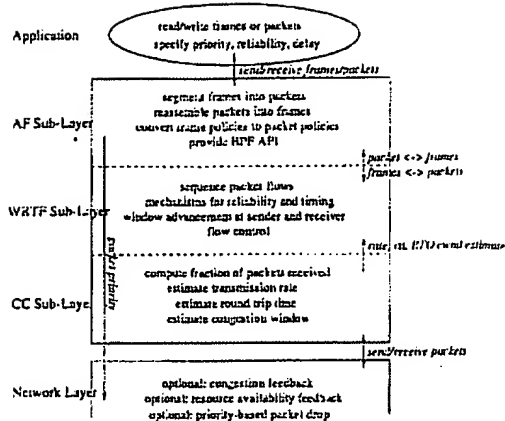 Application
read/write frames or packets
specify priority, reliability, delay
send/receive frames/packets
AF Sub-Layer
segment frames into packets
reassemble packets into frames
convert frame policies to packet policies
provide HPF API
packet <-> frames
frames <-> packets
WRTF Sub-Layer
sequence packet flows
mechanisms for reliability and timing
window advancement at sender and receiver
flow control
packet priority
rate, rtt, RTO cwnd estimate
CC Sub-Layer
compute fraction of packets received
estimate transmission rate
estimate round trip time
estimate congestion window
send/receive packets
Network Layer
optional: congestion feedback
optional: resource availability feedback
optional: priority-based packet drop